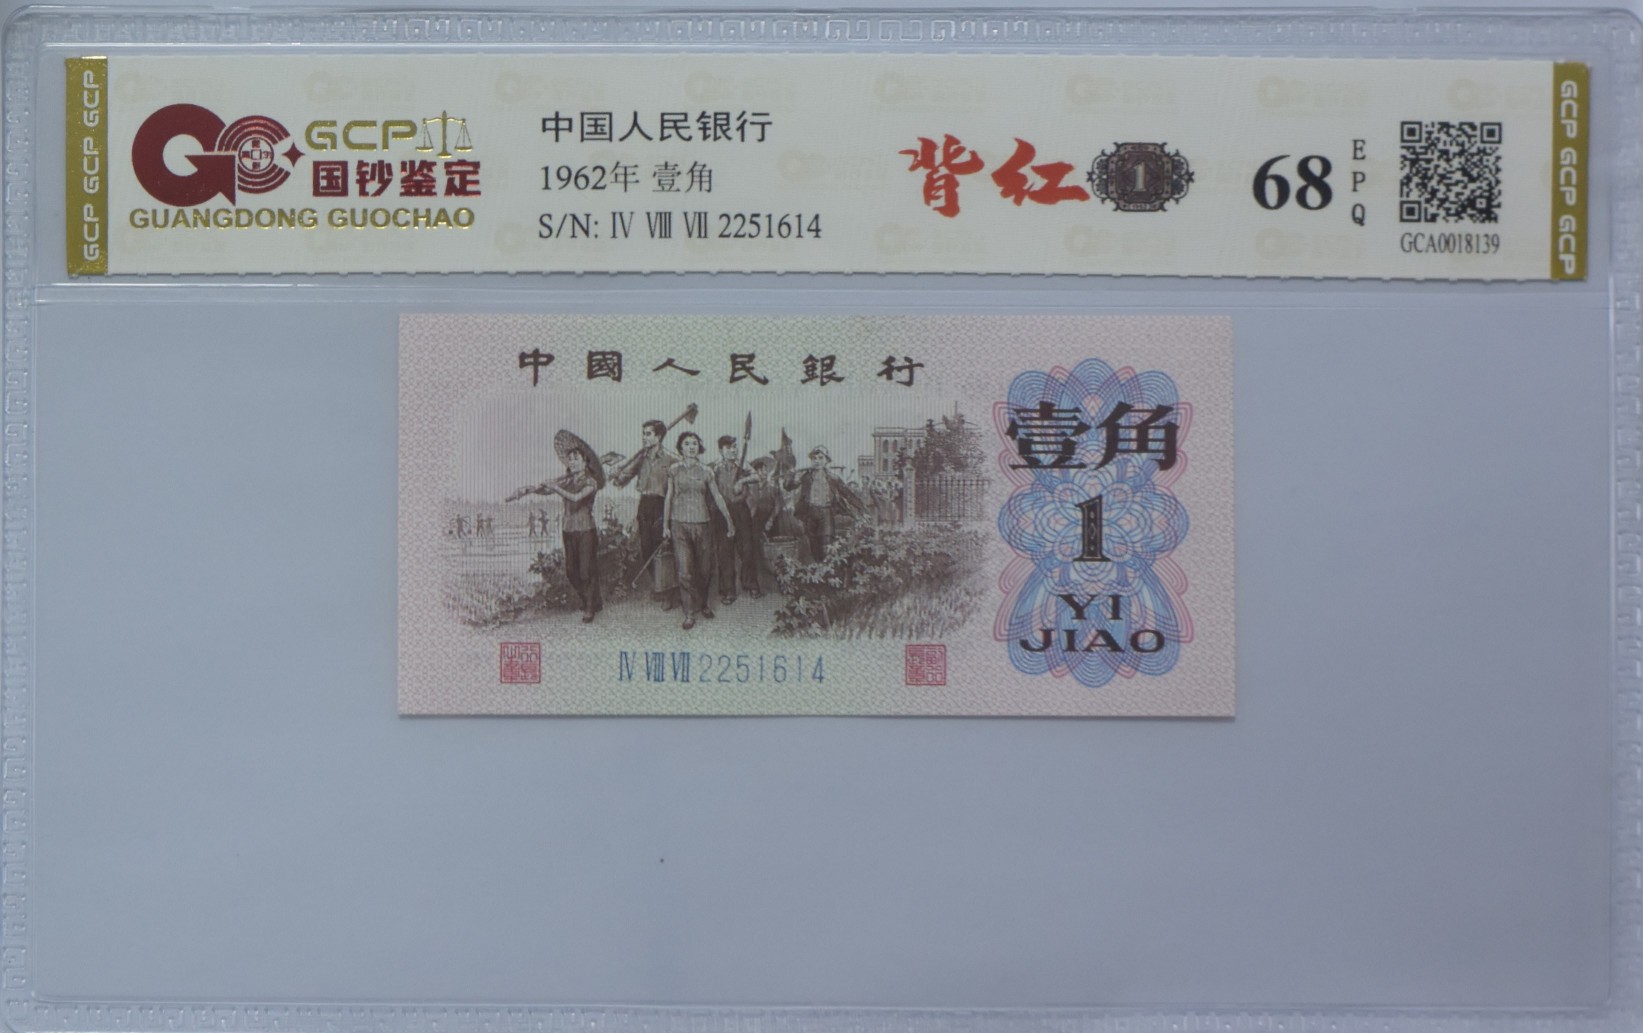 GCP GCP GCP
GCP
国钞鉴定
GUANGDONG GUOCHAO
中国人民银行
1962年 壹角
S/N: Ⅳ Ⅷ Ⅶ 2251614
背红
1
68
EPQ
GCA0018139
GCP GCP GCP
中國人民銀行
壹角
1
YI
JIAO
Ⅳ Ⅷ Ⅶ 2251614